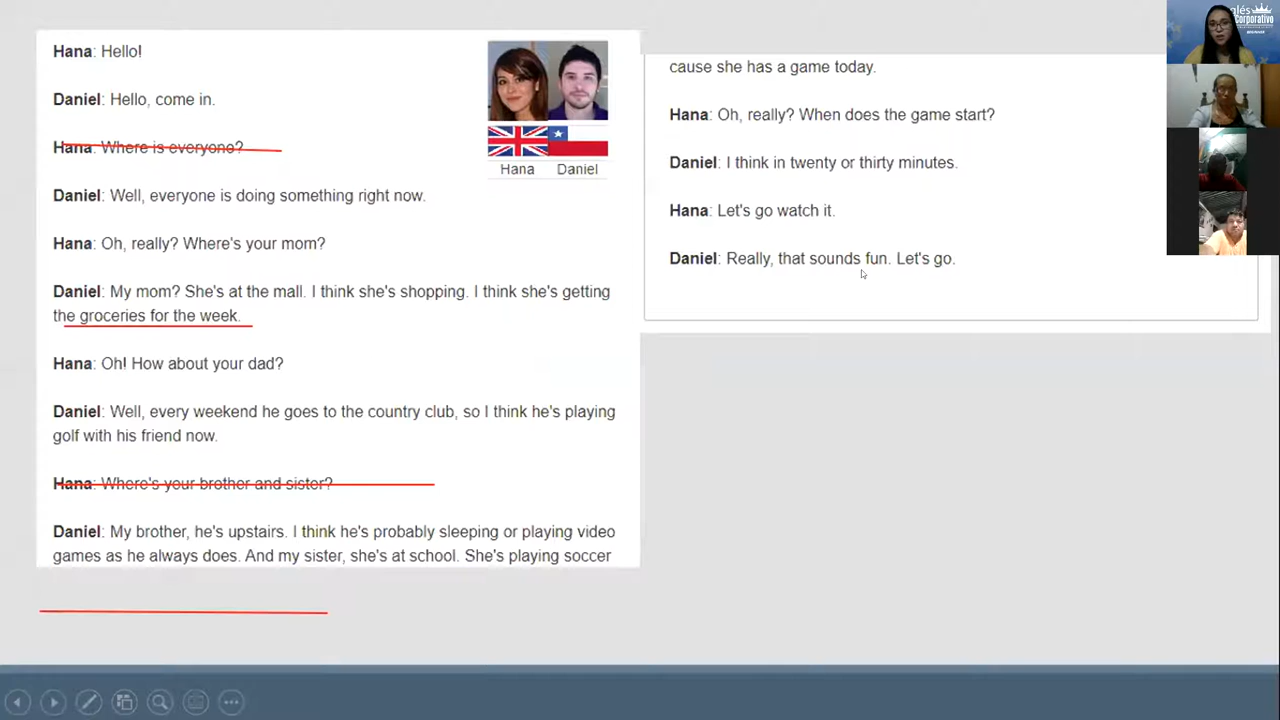 Hana: Hello!
Daniel: Hello, come in.
Hana: Where is everyone?
Daniel: Well, everyone is doing something right now.
Hana: Oh, really? Where's your mom?
Daniel: My mom? She's at the mall. I think she's shopping. I think she's getting
the groceries for the week.
Hana: Oh! How about your dad?
Daniel: Well, every weekend he goes to the country club, so I think he's playing
golf with his friend now.
Hana: Where's your brother and sister?
Daniel: My brother, he's upstairs. I think he's probably sleeping or playing video
games as he always does. And my sister, she's at school. She's playing soccer
Hana Daniel
cause she has a game today.
Hana: Oh, really? When does the game start?
Daniel: I think in twenty or thirty minutes.
Hana: Let's go watch it.
Daniel: Really, that sounds fun. Let's go.
glés
Corporativo